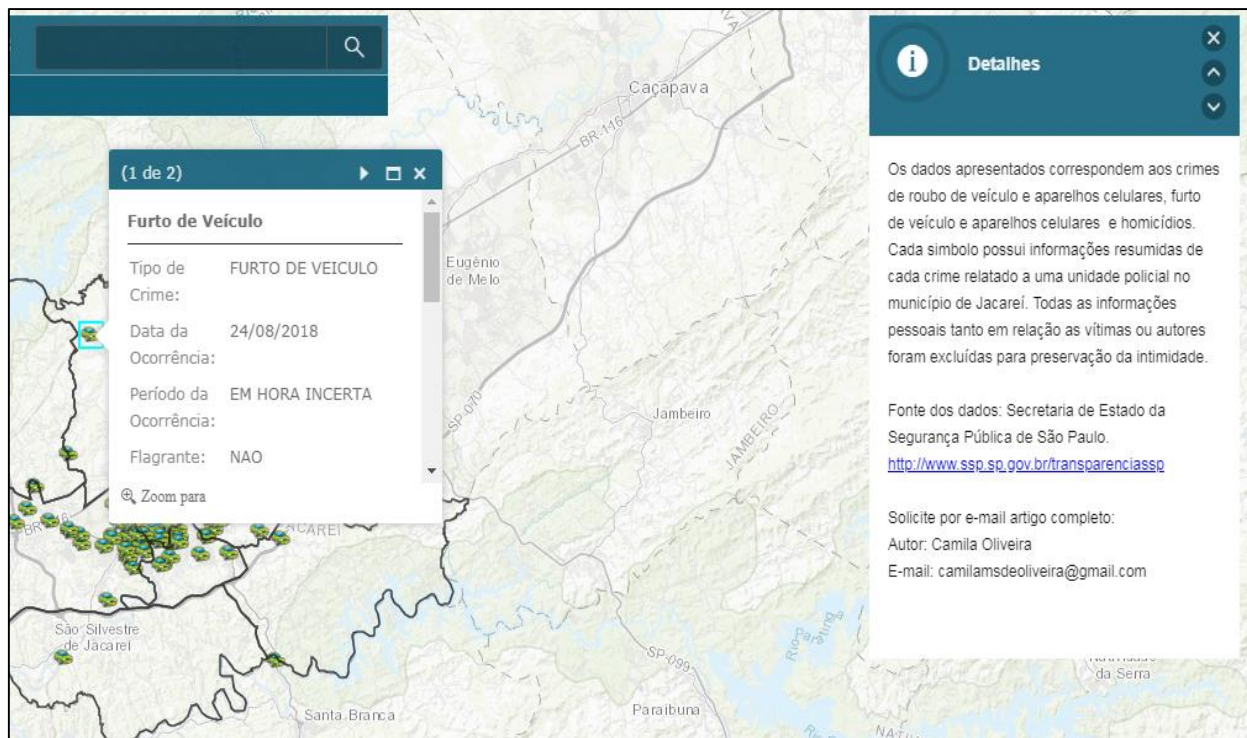 Detalhes
Caçapava
BR-116
(1 de 2)
Furto de Veículo
Tipo de Crime:
FURTO DE VEICULO
Data da Ocorrência:
24/08/2018
Período da Ocorrência:
EM HORA INCERTA
Flagrante:
NAO
Zoom para
Eugênio
de Melo
SP-070
Jambeiro
JAMBEIRO
BR-116
JACAREÍ
São Silvestre
de Jacareí
Santa Branca
SP-099
Paraibuna
da Serra
Os dados apresentados correspondem aos crimes
de roubo de veículo e aparelhos celulares, furto
de veículo e aparelhos celulares e homicídios.
Cada simbolo possui informações resumidas de
cada crime relatado a uma unidade policial no
município de Jacareí. Todas as informações
pessoais tanto em relação as vítimas ou autores
foram excluídas para preservação da intimidade.
Fonte dos dados: Secretaria de Estado da
Segurança Pública de São Paulo.
http://www.ssp.sp.gov.br/transparenciassp
Solicite por e-mail artigo completo:
Autor: Camila Oliveira
E-mail: camilamsdeoliveira@gmail.com